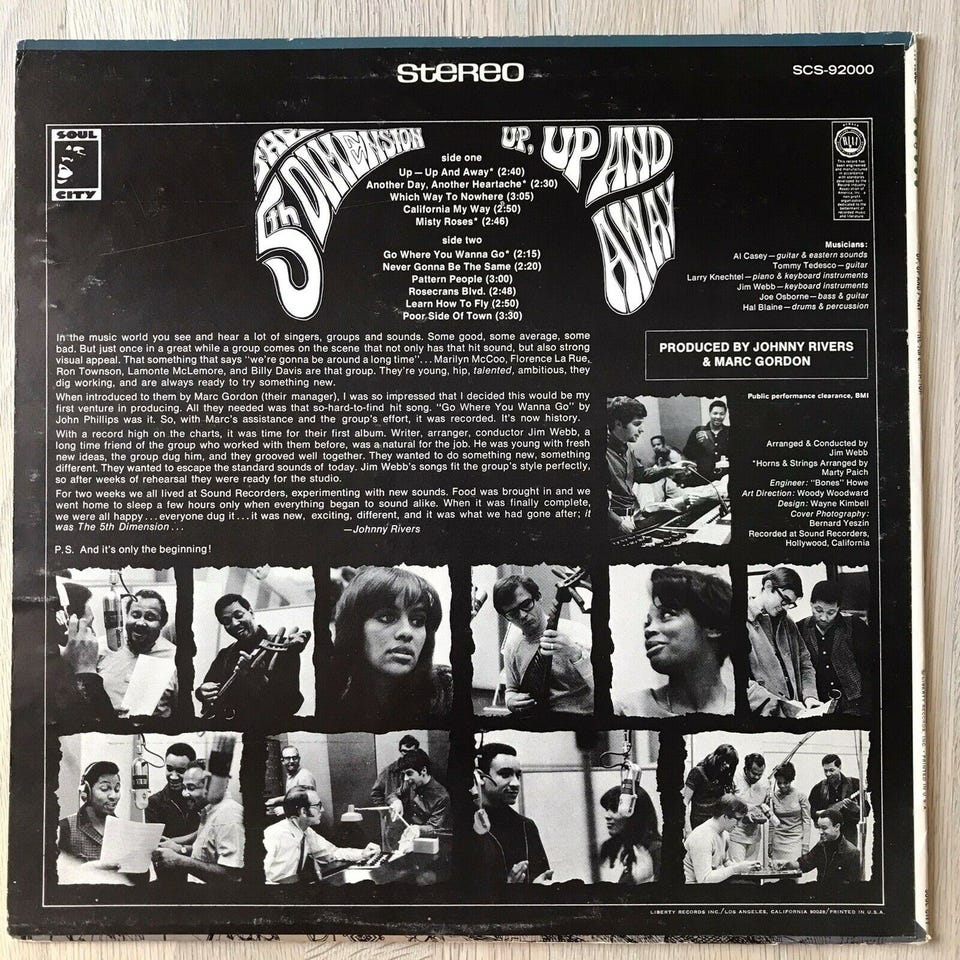 STEREO
SCS-92000
SOUL
CITY
THE
5th DIMENSION
UP, UP AND
AWAY
side one
Up—Up And Away* (2:40)
Another Day, Another Heartache* (2:30)
Which Way To Nowhere (3:05)
California My Way (2:50)
Misty Roses* (2:46)
side two
Go Where You Wanna Go* (2:15)
Never Gonna Be The Same (2:20)
Pattern People (3:00)
Rosecrans Blvd. (2:48)
Learn How To Fly (2:50)
Poor Side Of Town (3:30)
Musicians:
Al Casey—guitar & eastern sounds
Tommy Tedesco—guitar
Larry Knechtel—piano & keyboard instruments
Jim Webb—keyboard instruments
Joe Osborne—bass & guitar
Hal Blaine—drums & percussion
In the music world you see and hear a lot of singers, groups and sounds. Some good, some average, some
bad. But just once in a great while a group comes on the scene that not only has that hit sound, but also strong
visual appeal. That something that says "we're gonna be around a long time"... Marilyn McCoo, Florence La Rue,
Ron Townson, Lamonte McLemore, and Billy Davis are that group. They're young, hip, talented, ambitious, they
dig working, and are always ready to try something new.
When introduced to them by Marc Gordon (their manager), I was so impressed that I decided this would be my
first venture in producing. All they needed was that so-hard-to-find hit song. "Go Where You Wanna Go" by
John Phillips was it. So, with Marc's assistance and the group's effort, it was recorded. It's now history.
With a record high on the charts, it was time for their first album. Writer, arranger, conductor Jim Webb, a
long time friend of the group who worked with them before, was a natural for the job. He was young with fresh
new ideas, the group dug him, and they grooved well together. They wanted to do something new, something
different. They wanted to escape the standard sounds of today. Jim Webb's songs fit the group's style perfectly,
so after weeks of rehearsal they were ready for the studio.
For two weeks we all lived at Sound Recorders, experimenting with new sounds. Food was brought in and we
went home to sleep a few hours only when everything began to sound alike. When it was finally complete,
we were all happy... everyone dug it... it was new, exciting, different, and it was what we had gone after; it
was The 5th Dimension...
—Johnny Rivers
P.S. And it's only the beginning!
PRODUCED BY JOHNNY RIVERS
& MARC GORDON
Public performance clearance, BMI
Arranged & Conducted by
Jim Webb
*Horns & Strings Arranged by
Marty Paich
Engineer: "Bones" Howe
Art Direction: Woody Woodward
Design: Wayne Kimbell
Cover Photography:
Bernard Yeszin
Recorded at Sound Recorders,
Hollywood, California
LIBERTY RECORDS INC./LOS ANGELES, CALIFORNIA 90028/PRINTED IN U.S.A.